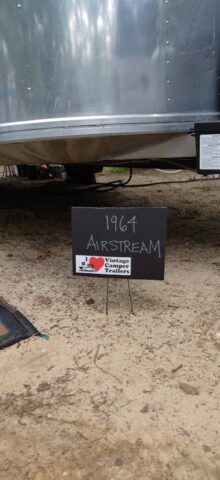 1964
AIRSTREAM
I
Vintage
Camper
Trailers